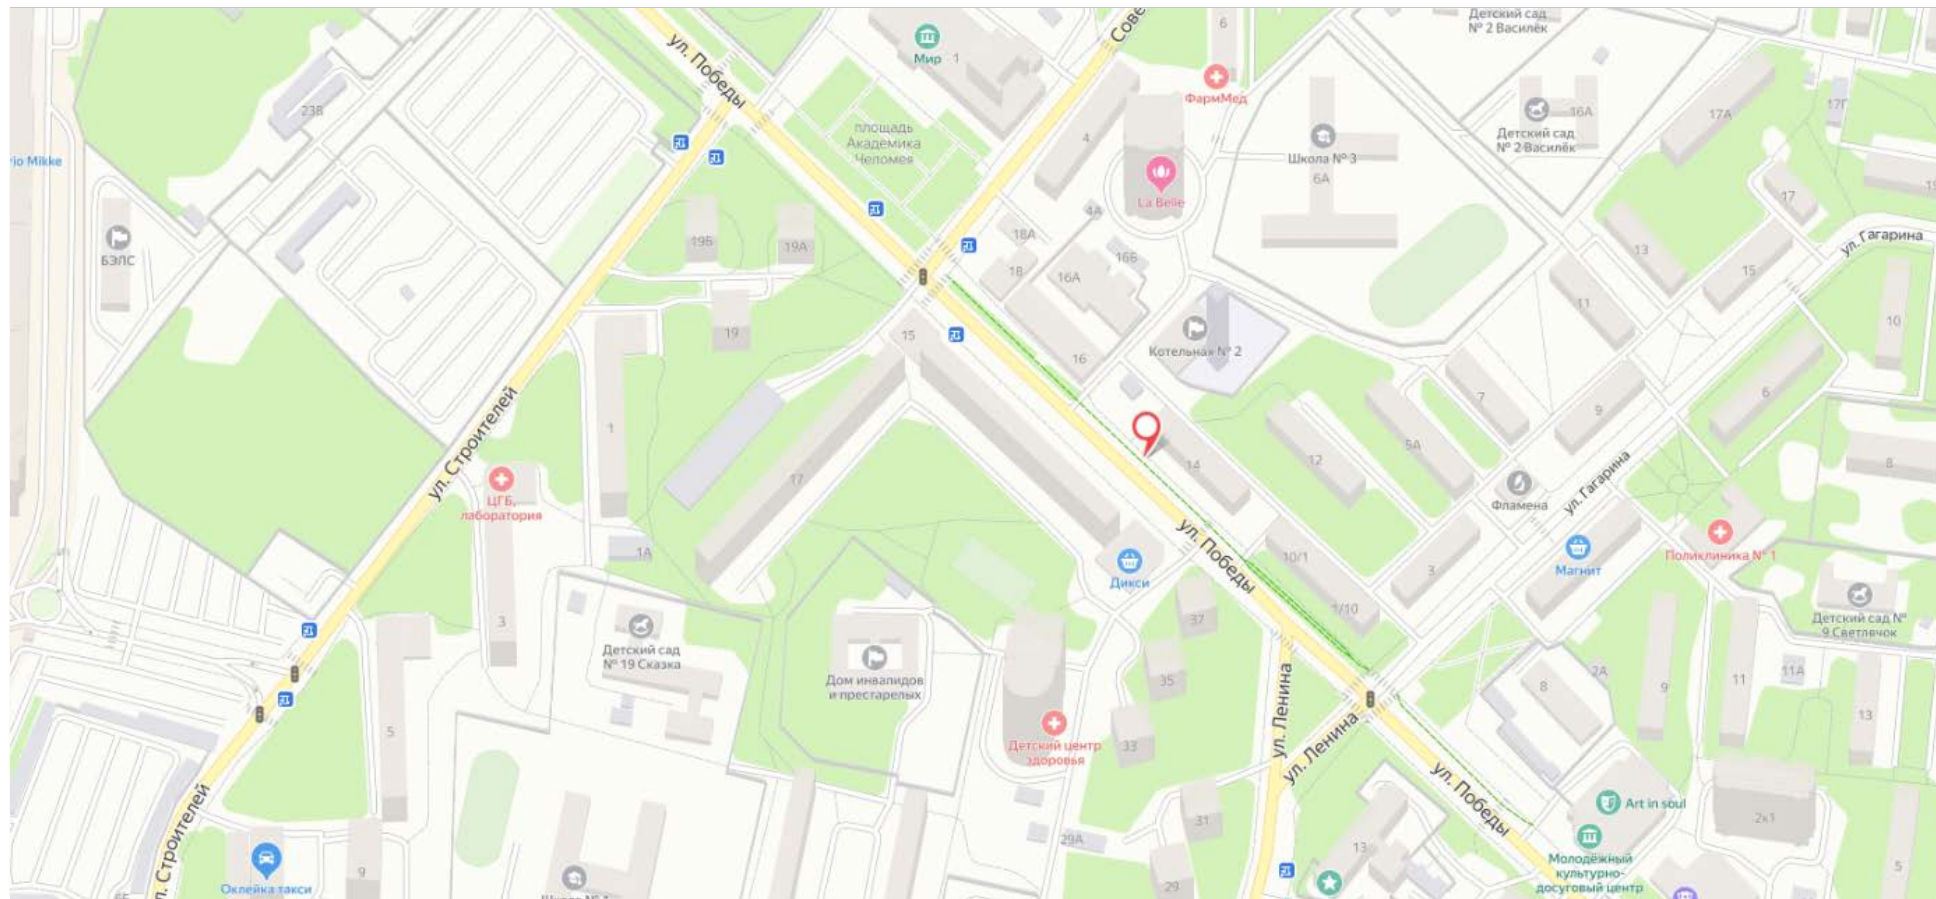 Детский сад
№ 2 Василёк
6
Мир
1
ул. Победы
Сове
ФармМед
23В
площадь
Академика
Челомея
4
Школа № 3
6А
16А
Детский сад
№ 2 Василёк
17А
17Г
rio Mikke
La Belle
4А
17
19
БЭЛС
19Б
19А
18А
18
16А
16Б
13
15
ул. Гагарина
11
10
19
15
16
Котельная № 2
7
9
6
1
ул. Строителей
17
14
12
5А
8
ЦГБ,
лаборатория
Фламена
ул. Гагарина
1А
Дикси
ул. Победы
10/1
3
Магнит
Поликлиника № 1
3
Детский сад
№ 19 Сказка
Дом инвалидов
и престарелых
37
35
1/10
Детский сад №
9 Светлячок
5
33
Детский центр
здоровья
ул. Ленина
ул. Ленина
8
2А
9
11
11А
13
ул. Победы
Art in soul
2к1
31
29А
29
13
Молодёжный
культурно-
досуговый центр
5
л. Строителей
Оклейка такси
9